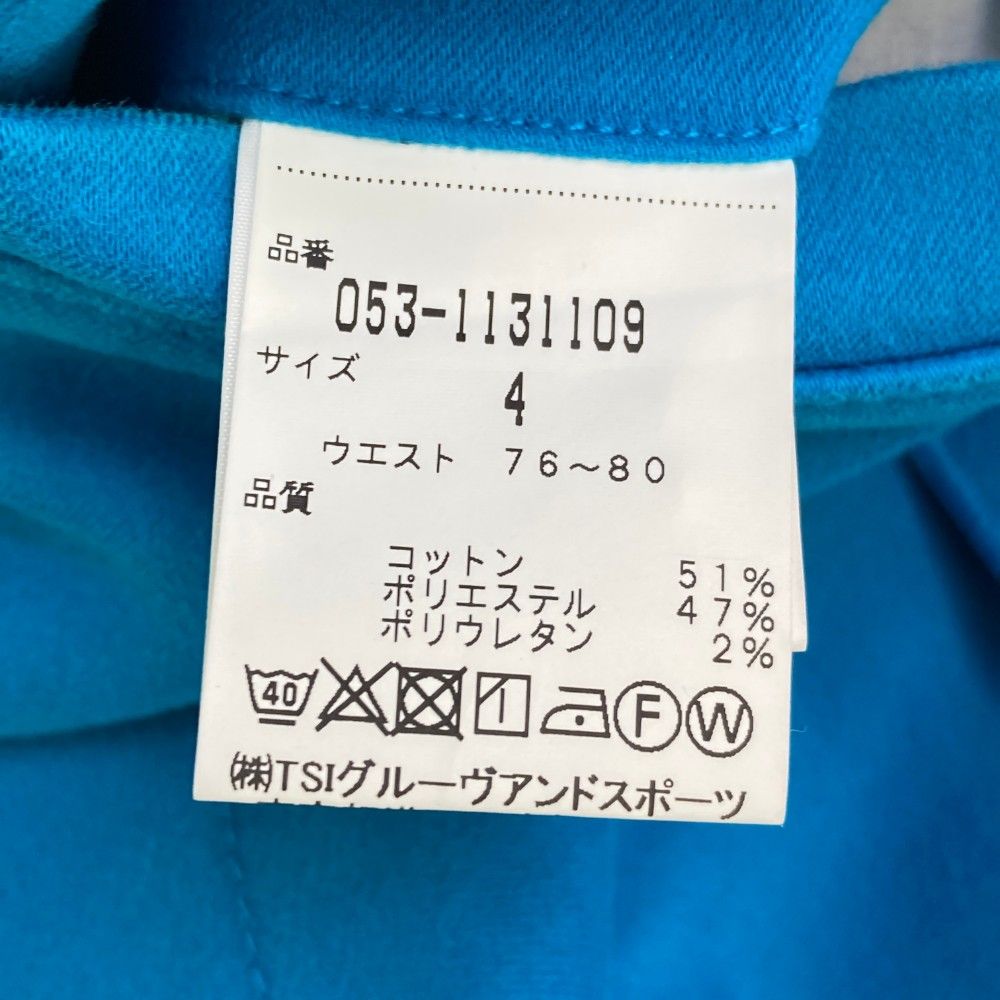 品番
053-1131109
サイズ
4
ウエスト 76～80
品質
コットン 51%
ポリエステル 47%
ポリウレタン 2%
40 F W
㈱TSIグルーヴアンドスポーツ